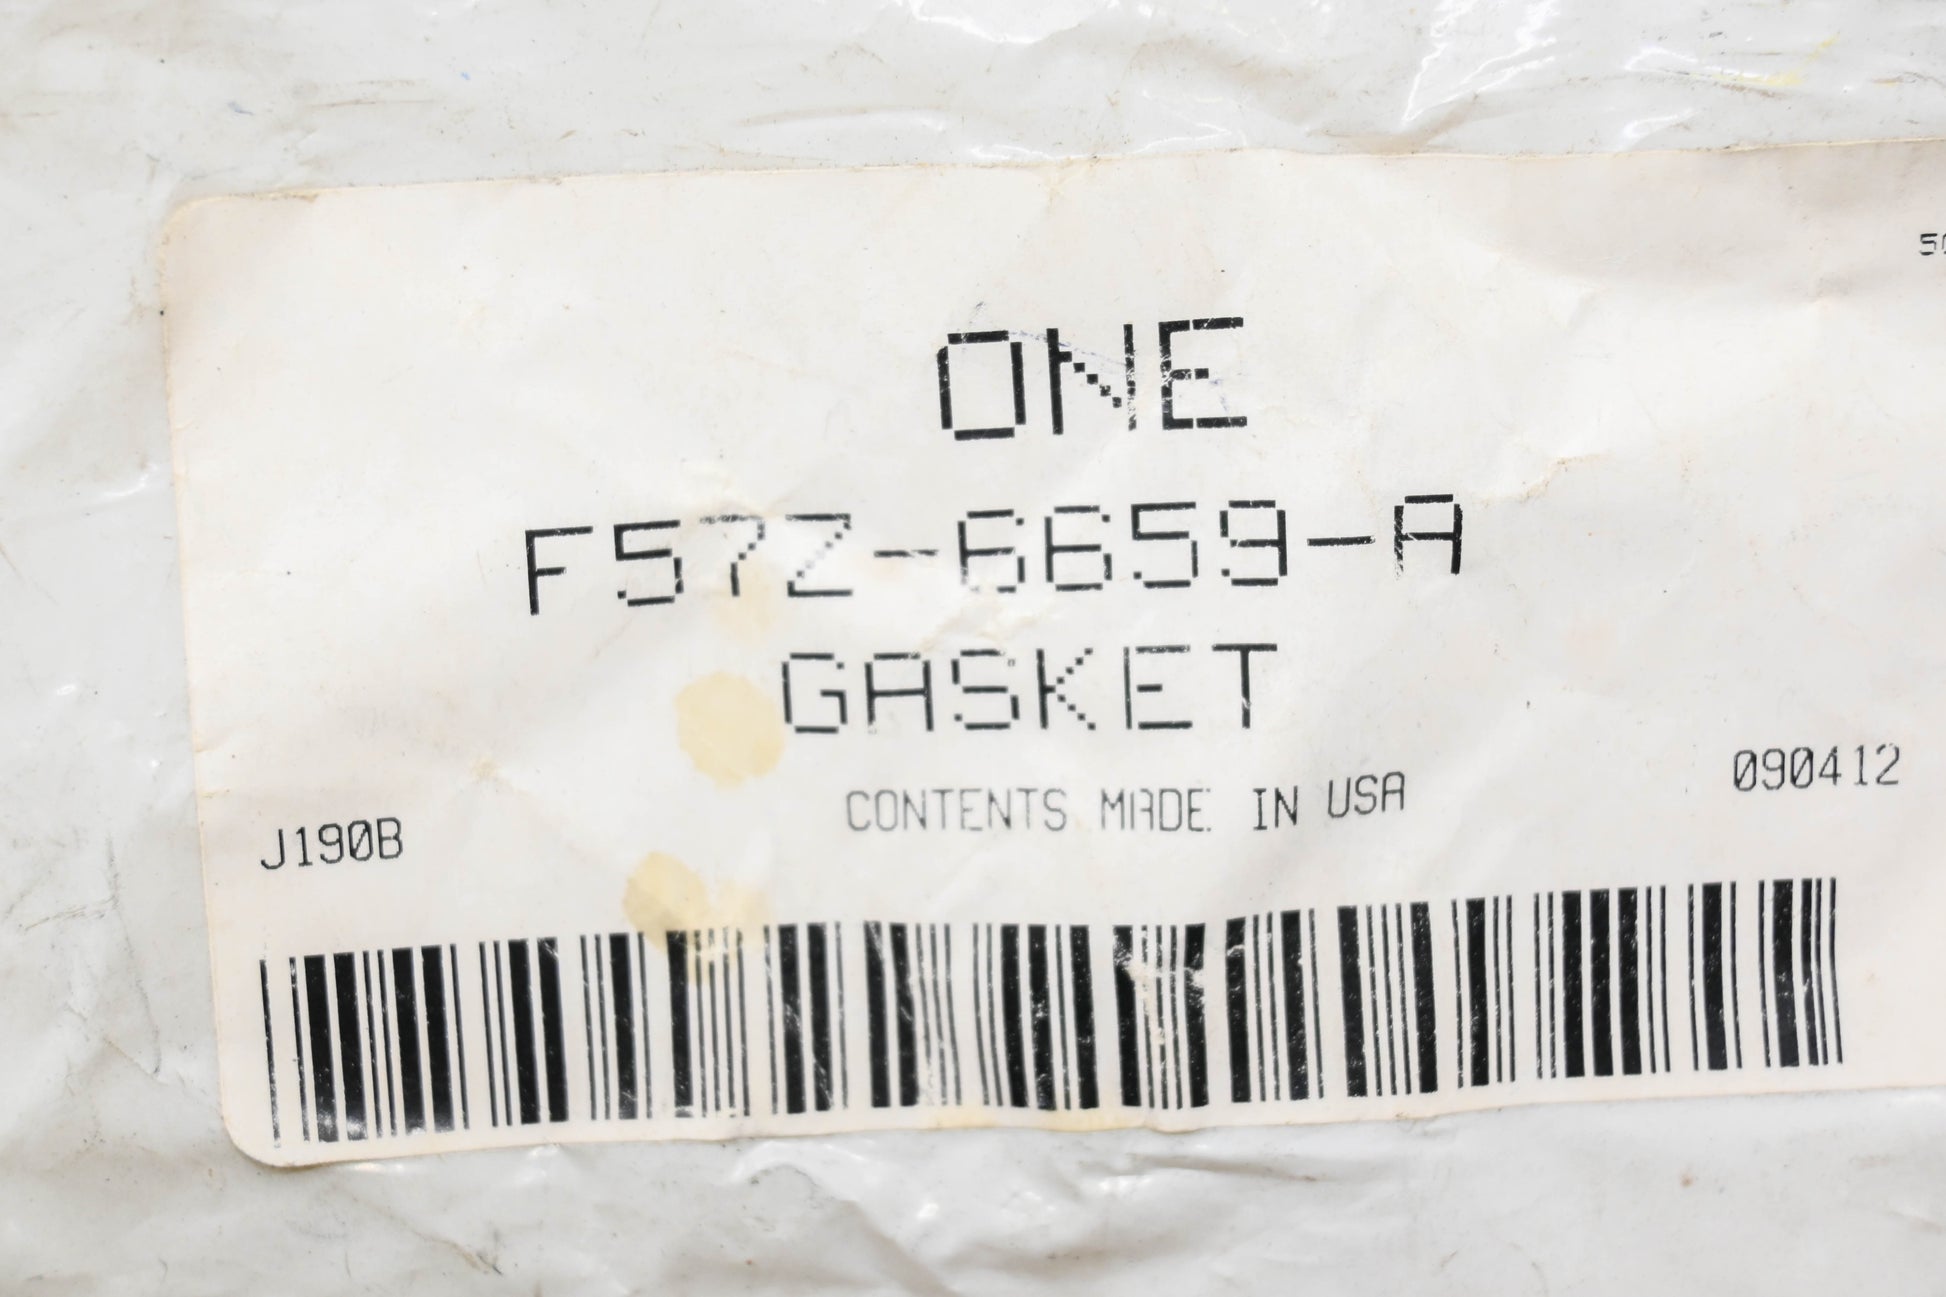 ONE
F57Z-6659-A
GASKET
CONTENTS MADE IN USA
090412
J190B